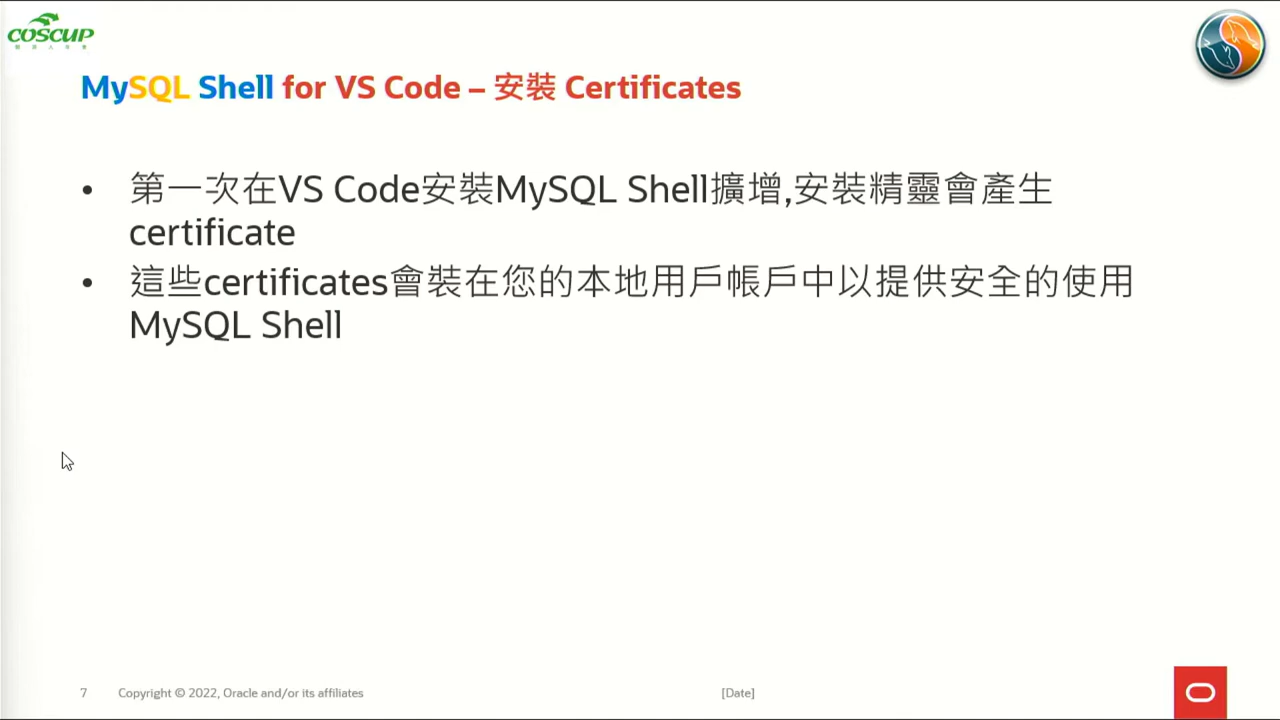 COSCUP
MySQL Shell for VS Code – 安裝 Certificates
• 第一次在VS Code安裝MySQL Shell擴增,安裝精靈會產生
certificate
• 這些certificates會裝在您的本地用戶帳戶中以提供安全的使用
MySQL Shell
7 Copyright © 2022, Oracle and/or its affiliates [Date]